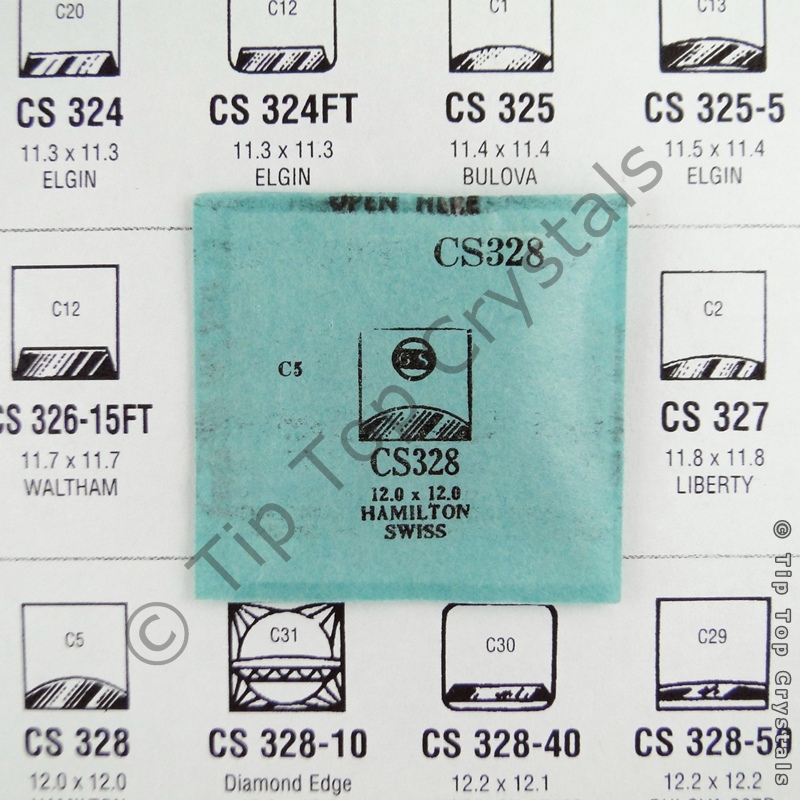 C20
C12
C1
C13
CS 324
CS 324FT
CS 325
CS 325-5
11.3 x 11.3
11.3 x 11.3
11.4 x 11.4
11.5 x 11.4
ELGIN
ELGIN
BULOVA
ELGIN
OPEN HERE
CS328
C12
CS 326-15FT
11.7 x 11.7
WALTHAM
C5
GS
CS328
12.0 x 12.0
HAMILTON
SWISS
C2
CS 327
11.8 x 11.8
LIBERTY
C5
C31
C30
C29
CS 328
CS 328-10
CS 328-40
CS 328-50
12.0 x 12.0
Diamond Edge
12.2 x 12.1
12.2 x 12.2
© Tip Top Crystals
© Tip Top Crystals